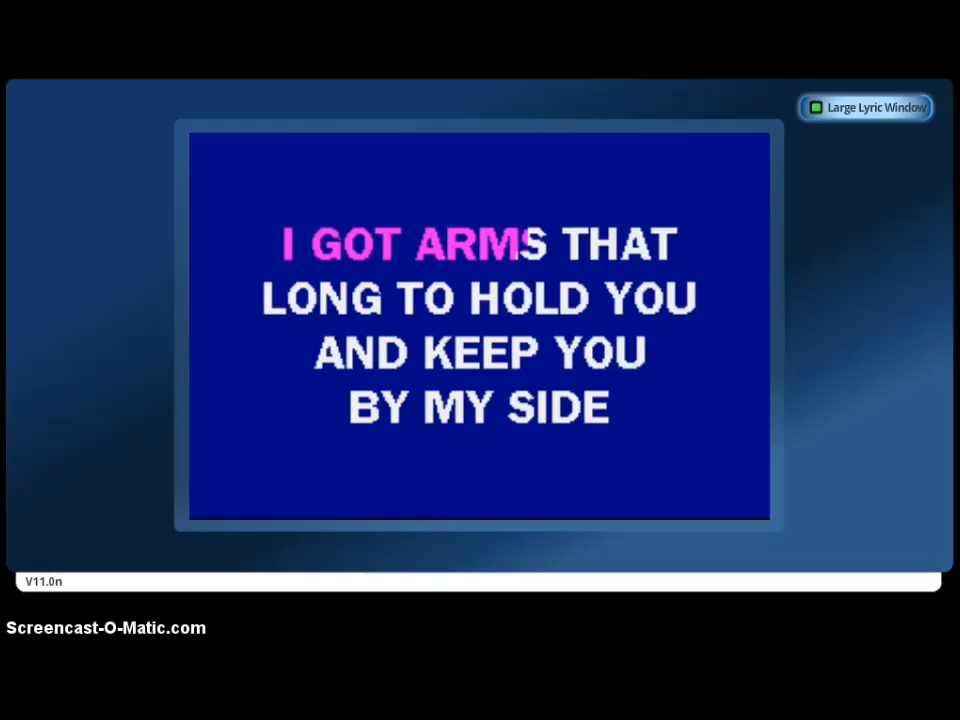 Large Lyric Window
I GOT ARMS THAT
LONG TO HOLD YOU
AND KEEP YOU
BY MY SIDE
V11.0n
Screencast-O-Matic.com